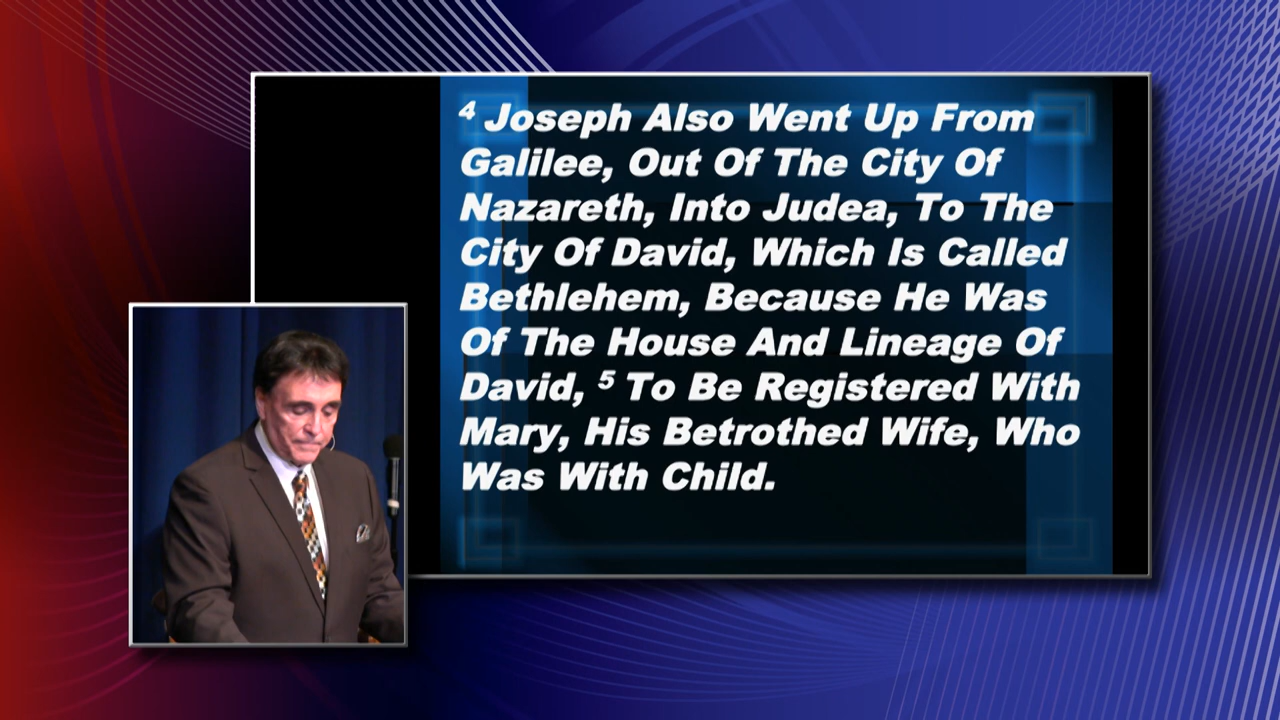 ⁴ Joseph Also Went Up From
Galilee, Out Of The City Of
Nazareth, Into Judea, To The
City Of David, Which Is Called
Bethlehem, Because He Was
Of The House And Lineage Of
David, ⁵ To Be Registered With
Mary, His Betrothed Wife, Who
Was With Child.